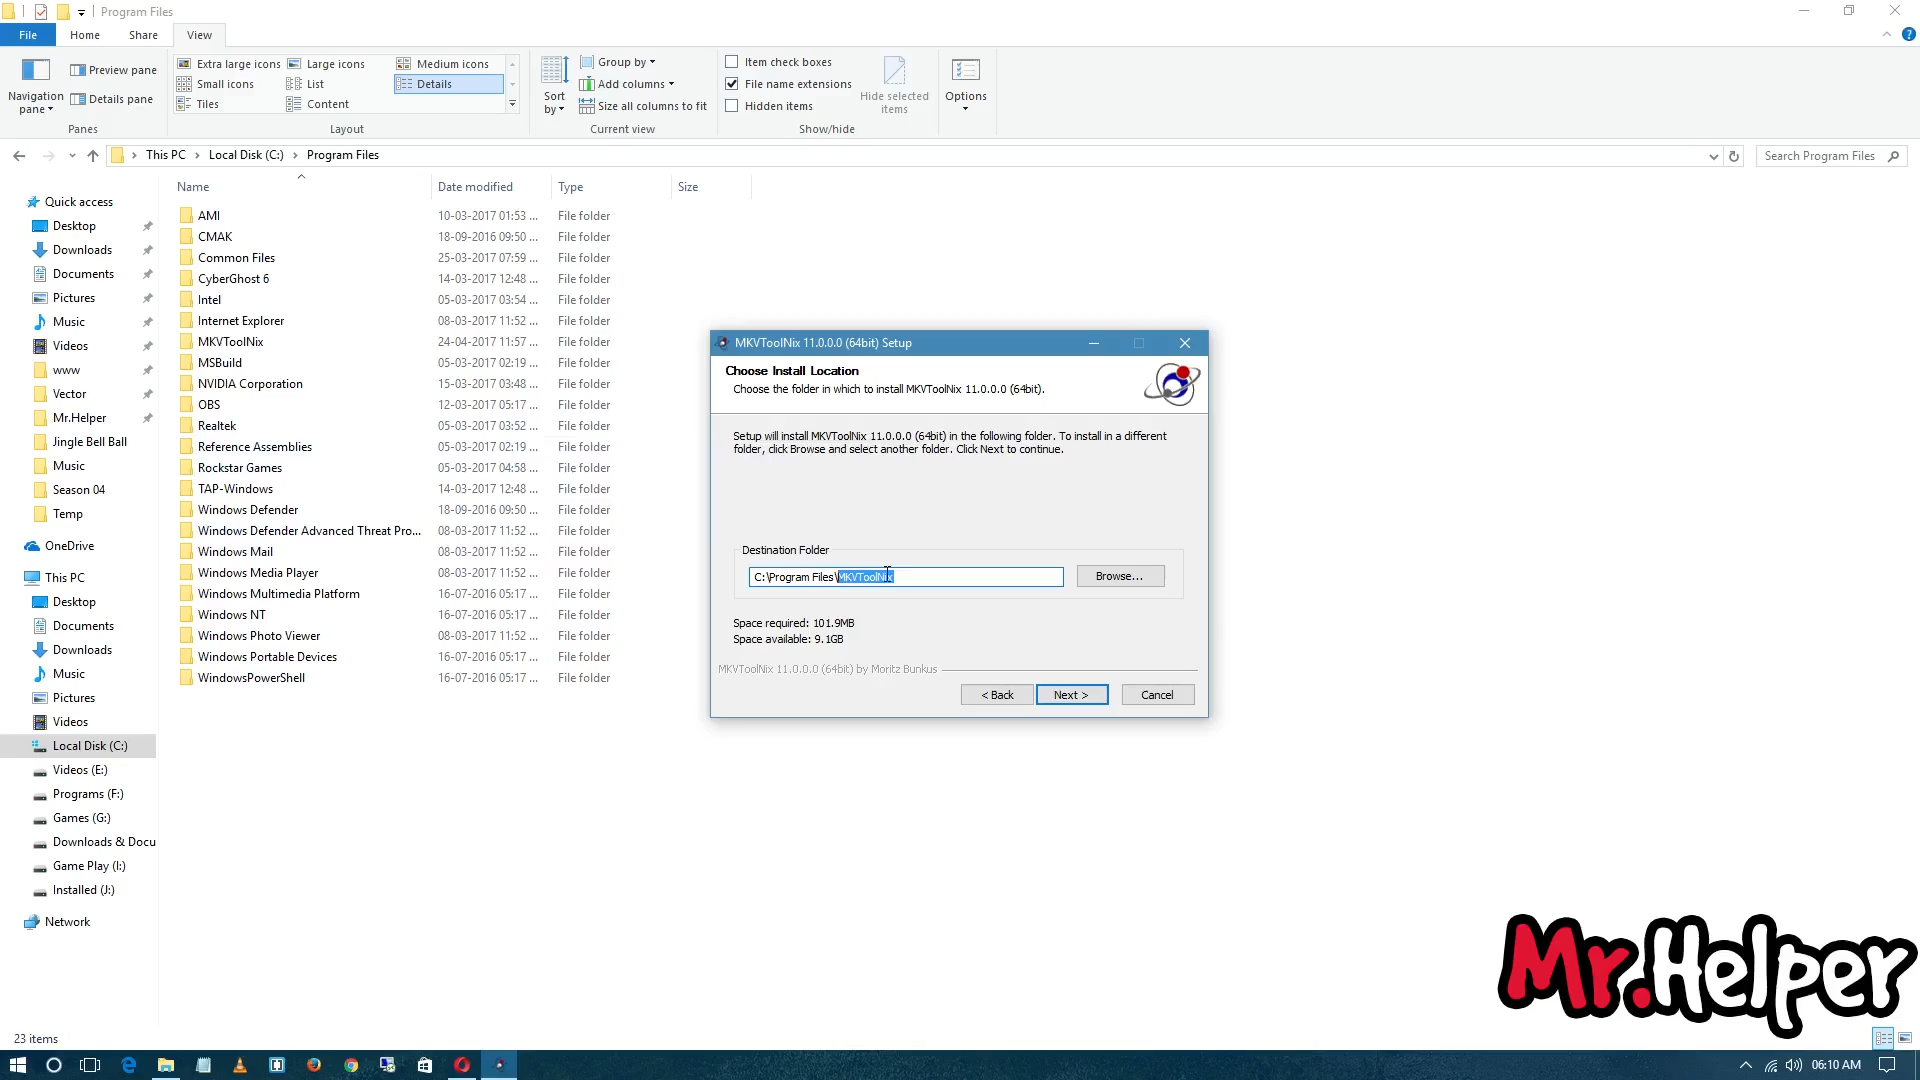 Program Files
File
Home
Share
View
Navigation pane
Preview pane
Details pane
Panes
Extra large icons
Large icons
Medium icons
Small icons
List
Details
Tiles
Content
Layout
Sort by
Group by
Add columns
Size all columns to fit
Current view
Item check boxes
File name extensions
Hidden items
Hide selected items
Show/hide
Options
This PC
Local Disk (C:)
Program Files
Search Program Files
Quick access
Desktop
Downloads
Documents
Pictures
Music
Videos
www
Vector
Mr.Helper
Jingle Bell Ball
Music
Season 04
Temp
OneDrive
This PC
Desktop
Documents
Downloads
Music
Pictures
Videos
Local Disk (C:)
Videos (E:)
Programs (F:)
Games (G:)
Downloads & Docu
Game Play (I:)
Installed (J:)
Network
Name Date modified Type Size
AMI 10-03-2017 01:53 ... File folder
CMAK 18-09-2016 09:50 ... File folder
Common Files 25-03-2017 07:59 ... File folder
CyberGhost 6 14-03-2017 12:48 ... File folder
Intel 05-03-2017 03:54 ... File folder
Internet Explorer 08-03-2017 11:52 ... File folder
MKVToolNix 24-04-2017 11:57 ... File folder
MSBuild 05-03-2017 02:19 ... File folder
NVIDIA Corporation 15-03-2017 03:48 ... File folder
OBS 12-03-2017 05:17 ... File folder
Realtek 05-03-2017 03:52 ... File folder
Reference Assemblies 05-03-2017 02:19 ... File folder
Rockstar Games 05-03-2017 04:58 ... File folder
TAP-Windows 14-03-2017 12:48 ... File folder
Windows Defender 18-09-2016 09:50 ... File folder
Windows Defender Advanced Threat Pro... 08-03-2017 11:52 ... File folder
Windows Mail 08-03-2017 11:52 ... File folder
Windows Media Player 08-03-2017 11:52 ... File folder
Windows Multimedia Platform 16-07-2016 05:17 ... File folder
Windows NT 16-07-2016 05:17 ... File folder
Windows Photo Viewer 08-03-2017 11:52 ... File folder
Windows Portable Devices 16-07-2016 05:17 ... File folder
WindowsPowerShell 16-07-2016 05:17 ... File folder
MKVToolNix 11.0.0.0 (64bit) Setup
Choose Install Location
Choose the folder in which to install MKVToolNix 11.0.0.0 (64bit).
Setup will install MKVToolNix 11.0.0.0 (64bit) in the following folder. To install in a different
folder, click Browse and select another folder. Click Next to continue.
Destination Folder
C:\Program Files\MKVToolNix
Browse...
Space required: 101.9MB
Space available: 9.1GB
MKVToolNix 11.0.0.0 (64bit) by Moritz Bunkus
< Back
Next >
Cancel
Mr.Helper
23 items
06:10 AM